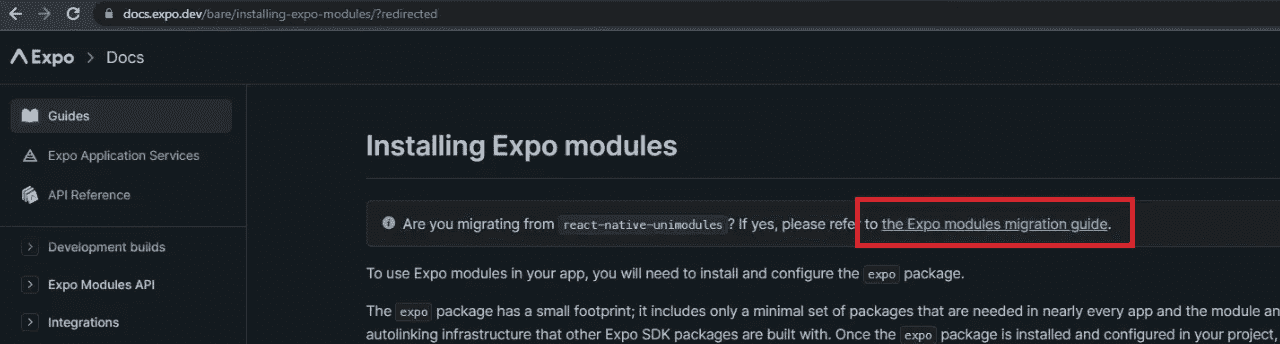 docs.expo.dev/bare/installing-expo-modules/?redirected
Expo > Docs
Guides
Expo Application Services
API Reference
Development builds
Expo Modules API
Integrations
Installing Expo modules
Are you migrating from react-native-unimodules? If yes, please refer to the Expo modules migration guide.
To use Expo modules in your app, you will need to install and configure the expo package.
The expo package has a small footprint; it includes only a minimal set of packages that are needed in nearly every app and the module an
autolinking infrastructure that other Expo SDK packages are built with. Once the expo package is installed and configured in your project,